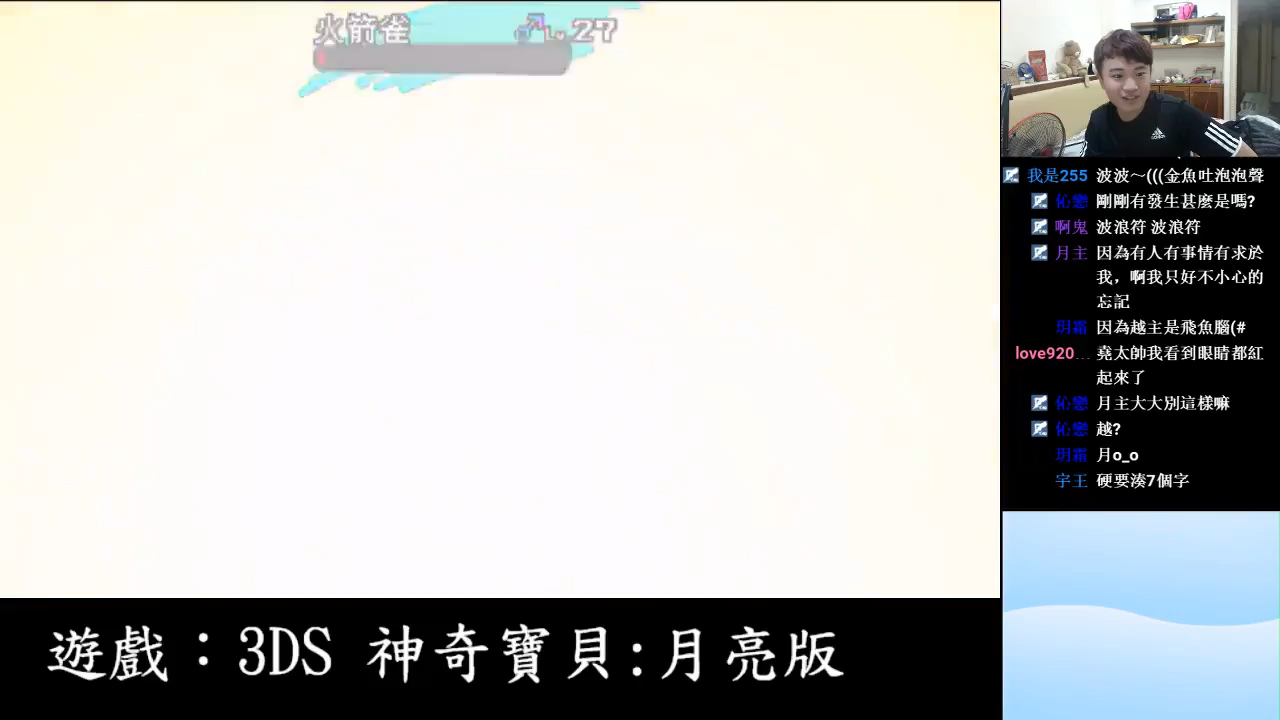 火箭雀 Lv.27
我是255 波波～(((金魚吐泡泡聲
伈戀 剛剛有發生甚麼是嗎?
啊鬼 波浪符 波浪符
月主 因為有人有事情有求於
我，啊我只好不小心的
忘記
玥霜 因為越主是飛魚腦(#
love920... 堯太帥我看到眼睛都紅
起來了
伈戀 月主大大別這樣嘛
伈戀 越?
玥霜 月o_o
宇王 硬要湊7個字
遊戲：3DS 神奇寶貝:月亮版